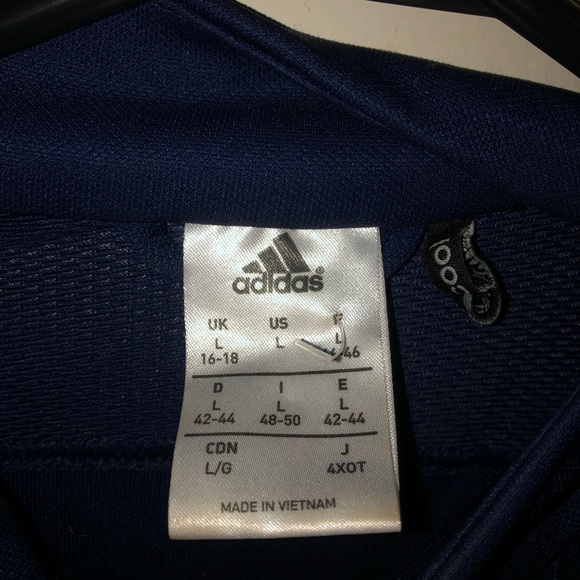 adidas®
UK US F
L L L
16-18 46
D I E
L L L
42-44 48-50 42-44
CDN J
L/G 4XOT
MADE IN VIETNAM